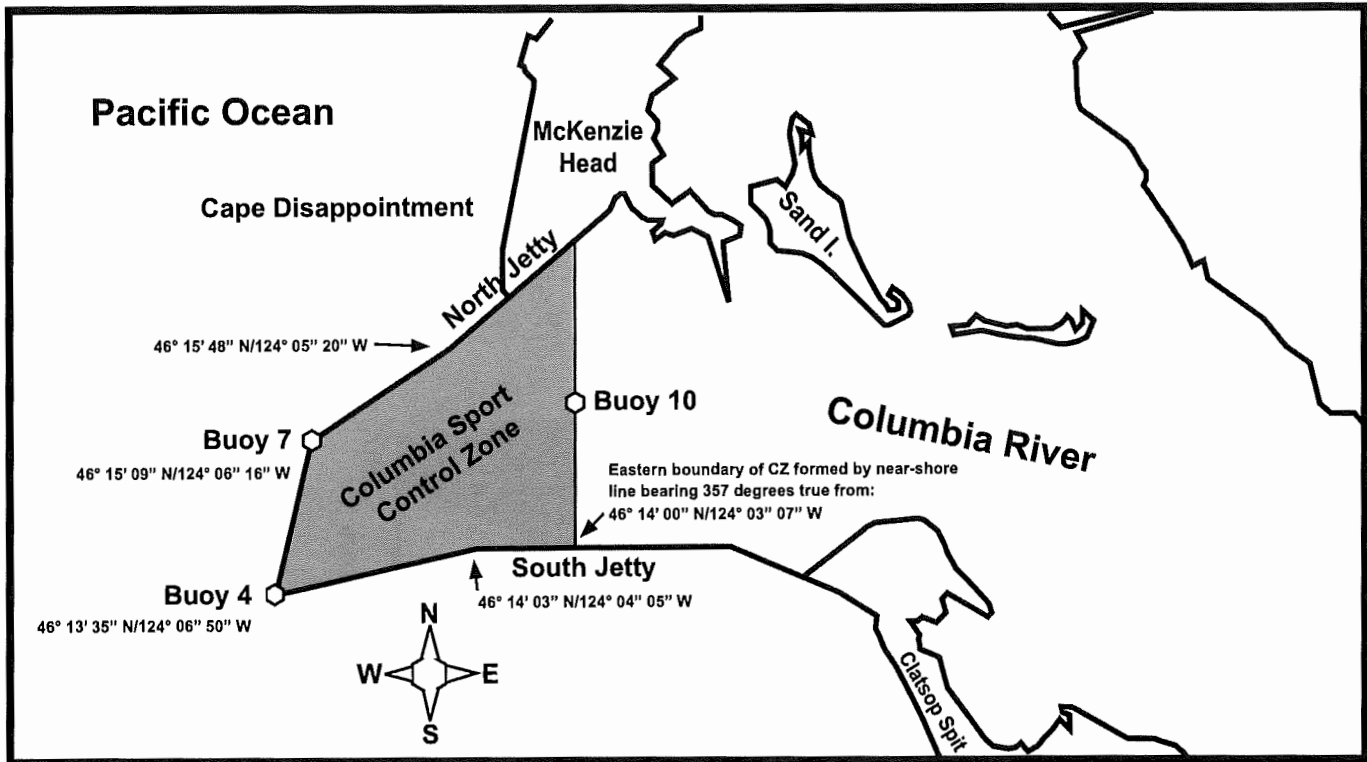 Pacific Ocean
McKenzie
Head
Cape Disappointment
Sand I.
North Jetty
46° 15' 48" N/124° 05" 20" W
Columbia Sport
Control Zone
Buoy 10
Columbia River
Buoy 7
46° 15' 09" N/124° 06" 16" W
Eastern boundary of CZ formed by near-shore
line bearing 357 degrees true from:
46° 14' 00" N/124° 03" 07" W
South Jetty
Buoy 4
46° 14' 03" N/124° 04" 05" W
46° 13' 35" N/124° 06" 50" W
N
W
E
S
Clatsop Spit